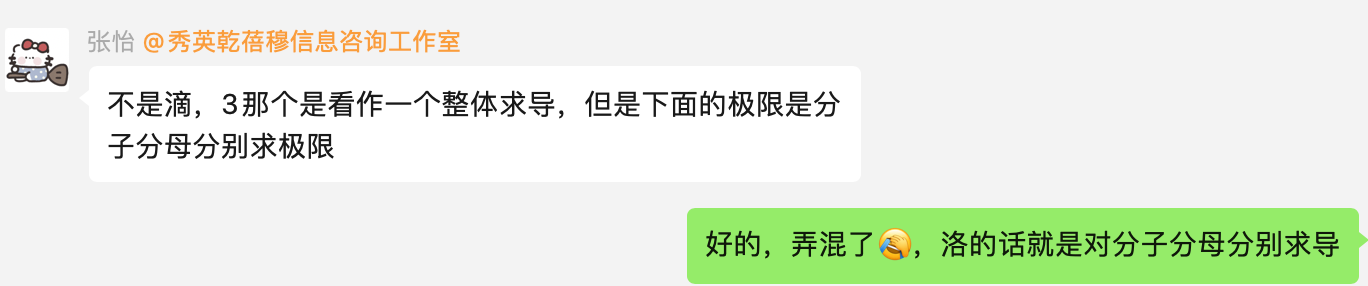 张怡 @秀英乾蓓穆信息咨询工作室
不是滴，3那个是看作一个整体求导，但是下面的极限是分
子分母分别求极限
好的，弄混了😂，洛的话就是对分子分母分别求导